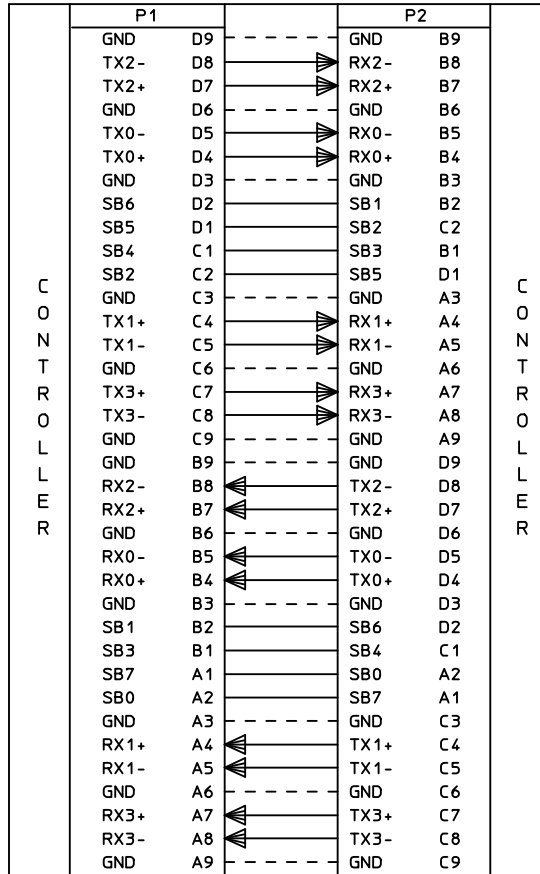 P1 P2
GND D9 GND B9
TX2- D8 RX2- B8
TX2+ D7 RX2+ B7
GND D6 GND B6
TX0- D5 RX0- B5
TX0+ D4 RX0+ B4
GND D3 GND B3
SB6 D2 SB1 B2
SB5 D1 SB2 C2
SB4 C1 SB3 B1
SB2 C2 SB5 D1
GND C3 GND A3
TX1+ C4 RX1+ A4
TX1- C5 RX1- A5
GND C6 GND A6
TX3+ C7 RX3+ A7
TX3- C8 RX3- A8
GND C9 GND A9
GND B9 GND D9
RX2- B8 TX2- D8
RX2+ B7 TX2+ D7
GND B6 GND D6
RX0- B5 TX0- D5
RX0+ B4 TX0+ D4
GND B3 GND D3
SB1 B2 SB6 D2
SB3 B1 SB4 C1
SB7 A1 SB0 A2
SB0 A2 SB7 A1
GND A3 GND C3
RX1+ A4 TX1+ C4
RX1- A5 TX1- C5
GND A6 GND C6
RX3+ A7 TX3+ C7
RX3- A8 TX3- C8
GND A9 GND C9
CONTROLLER
CONTROLLER